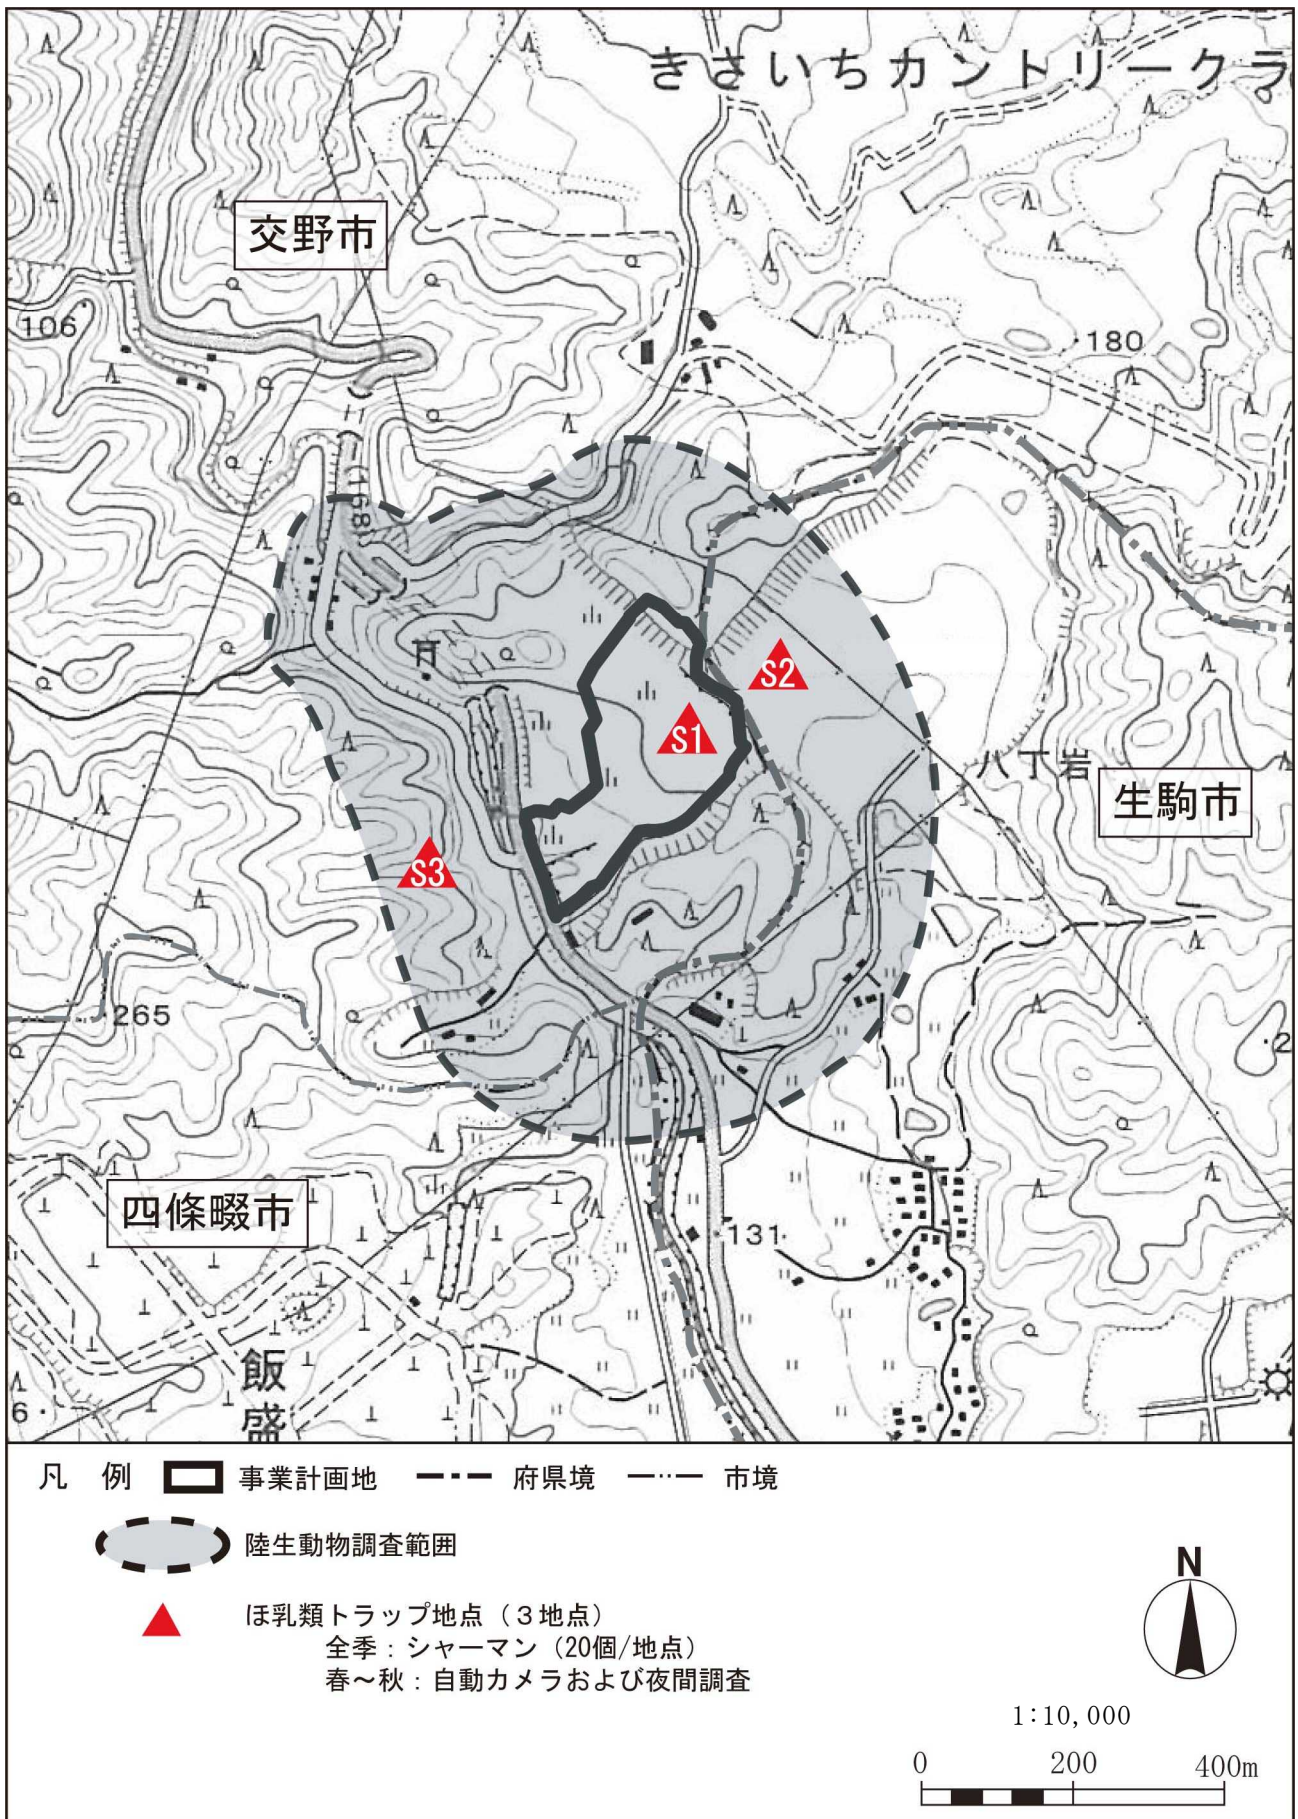 きさいちカントリークラ
交野市
106
180
(168)
S2
S1
八丁岩
生駒市
S3
265
2
四條畷市
131
飯盛
6
凡 例 事業計画地 府県境 市境
陸生動物調査範囲
ほ乳類トラップ地点（３地点）
全季：シャーマン（20個/地点）
春～秋：自動カメラおよび夜間調査
N
1:10,000
0 200 400m